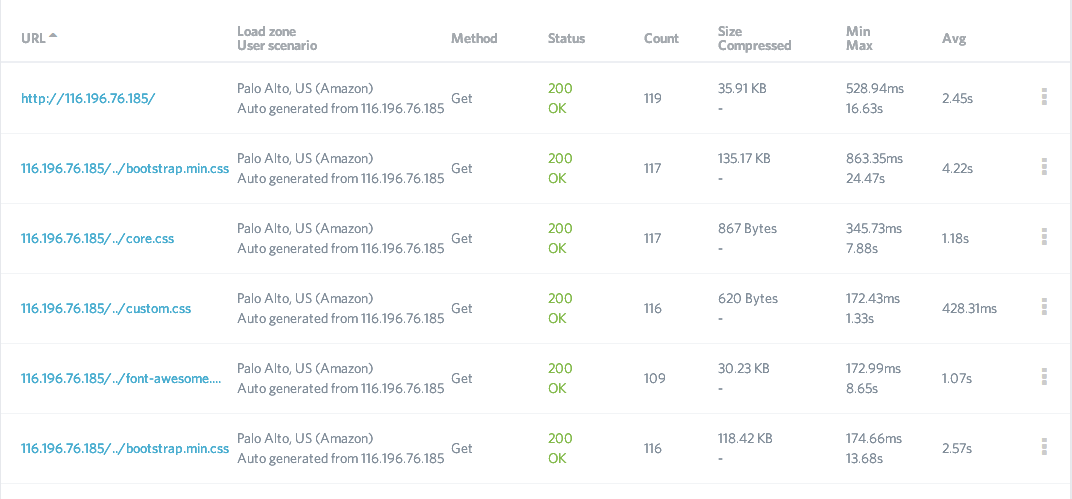 URL Load zone User scenario Method Status Count Size Compressed Min Max Avg
http://116.196.76.185/ Palo Alto, US (Amazon) Auto generated from 116.196.76.185 Get 200 OK 119 35.91 KB - 528.94ms 16.63s 2.45s
116.196.76.185/../bootstrap.min.css Palo Alto, US (Amazon) Auto generated from 116.196.76.185 Get 200 OK 117 135.17 KB - 863.35ms 24.47s 4.22s
116.196.76.185/../core.css Palo Alto, US (Amazon) Auto generated from 116.196.76.185 Get 200 OK 117 867 Bytes - 345.73ms 7.88s 1.18s
116.196.76.185/../custom.css Palo Alto, US (Amazon) Auto generated from 116.196.76.185 Get 200 OK 116 620 Bytes - 172.43ms 1.33s 428.31ms
116.196.76.185/../font-awesome.... Palo Alto, US (Amazon) Auto generated from 116.196.76.185 Get 200 OK 109 30.23 KB - 172.99ms 8.65s 1.07s
116.196.76.185/../bootstrap.min.css Palo Alto, US (Amazon) Auto generated from 116.196.76.185 Get 200 OK 116 118.42 KB - 174.66ms 13.68s 2.57s